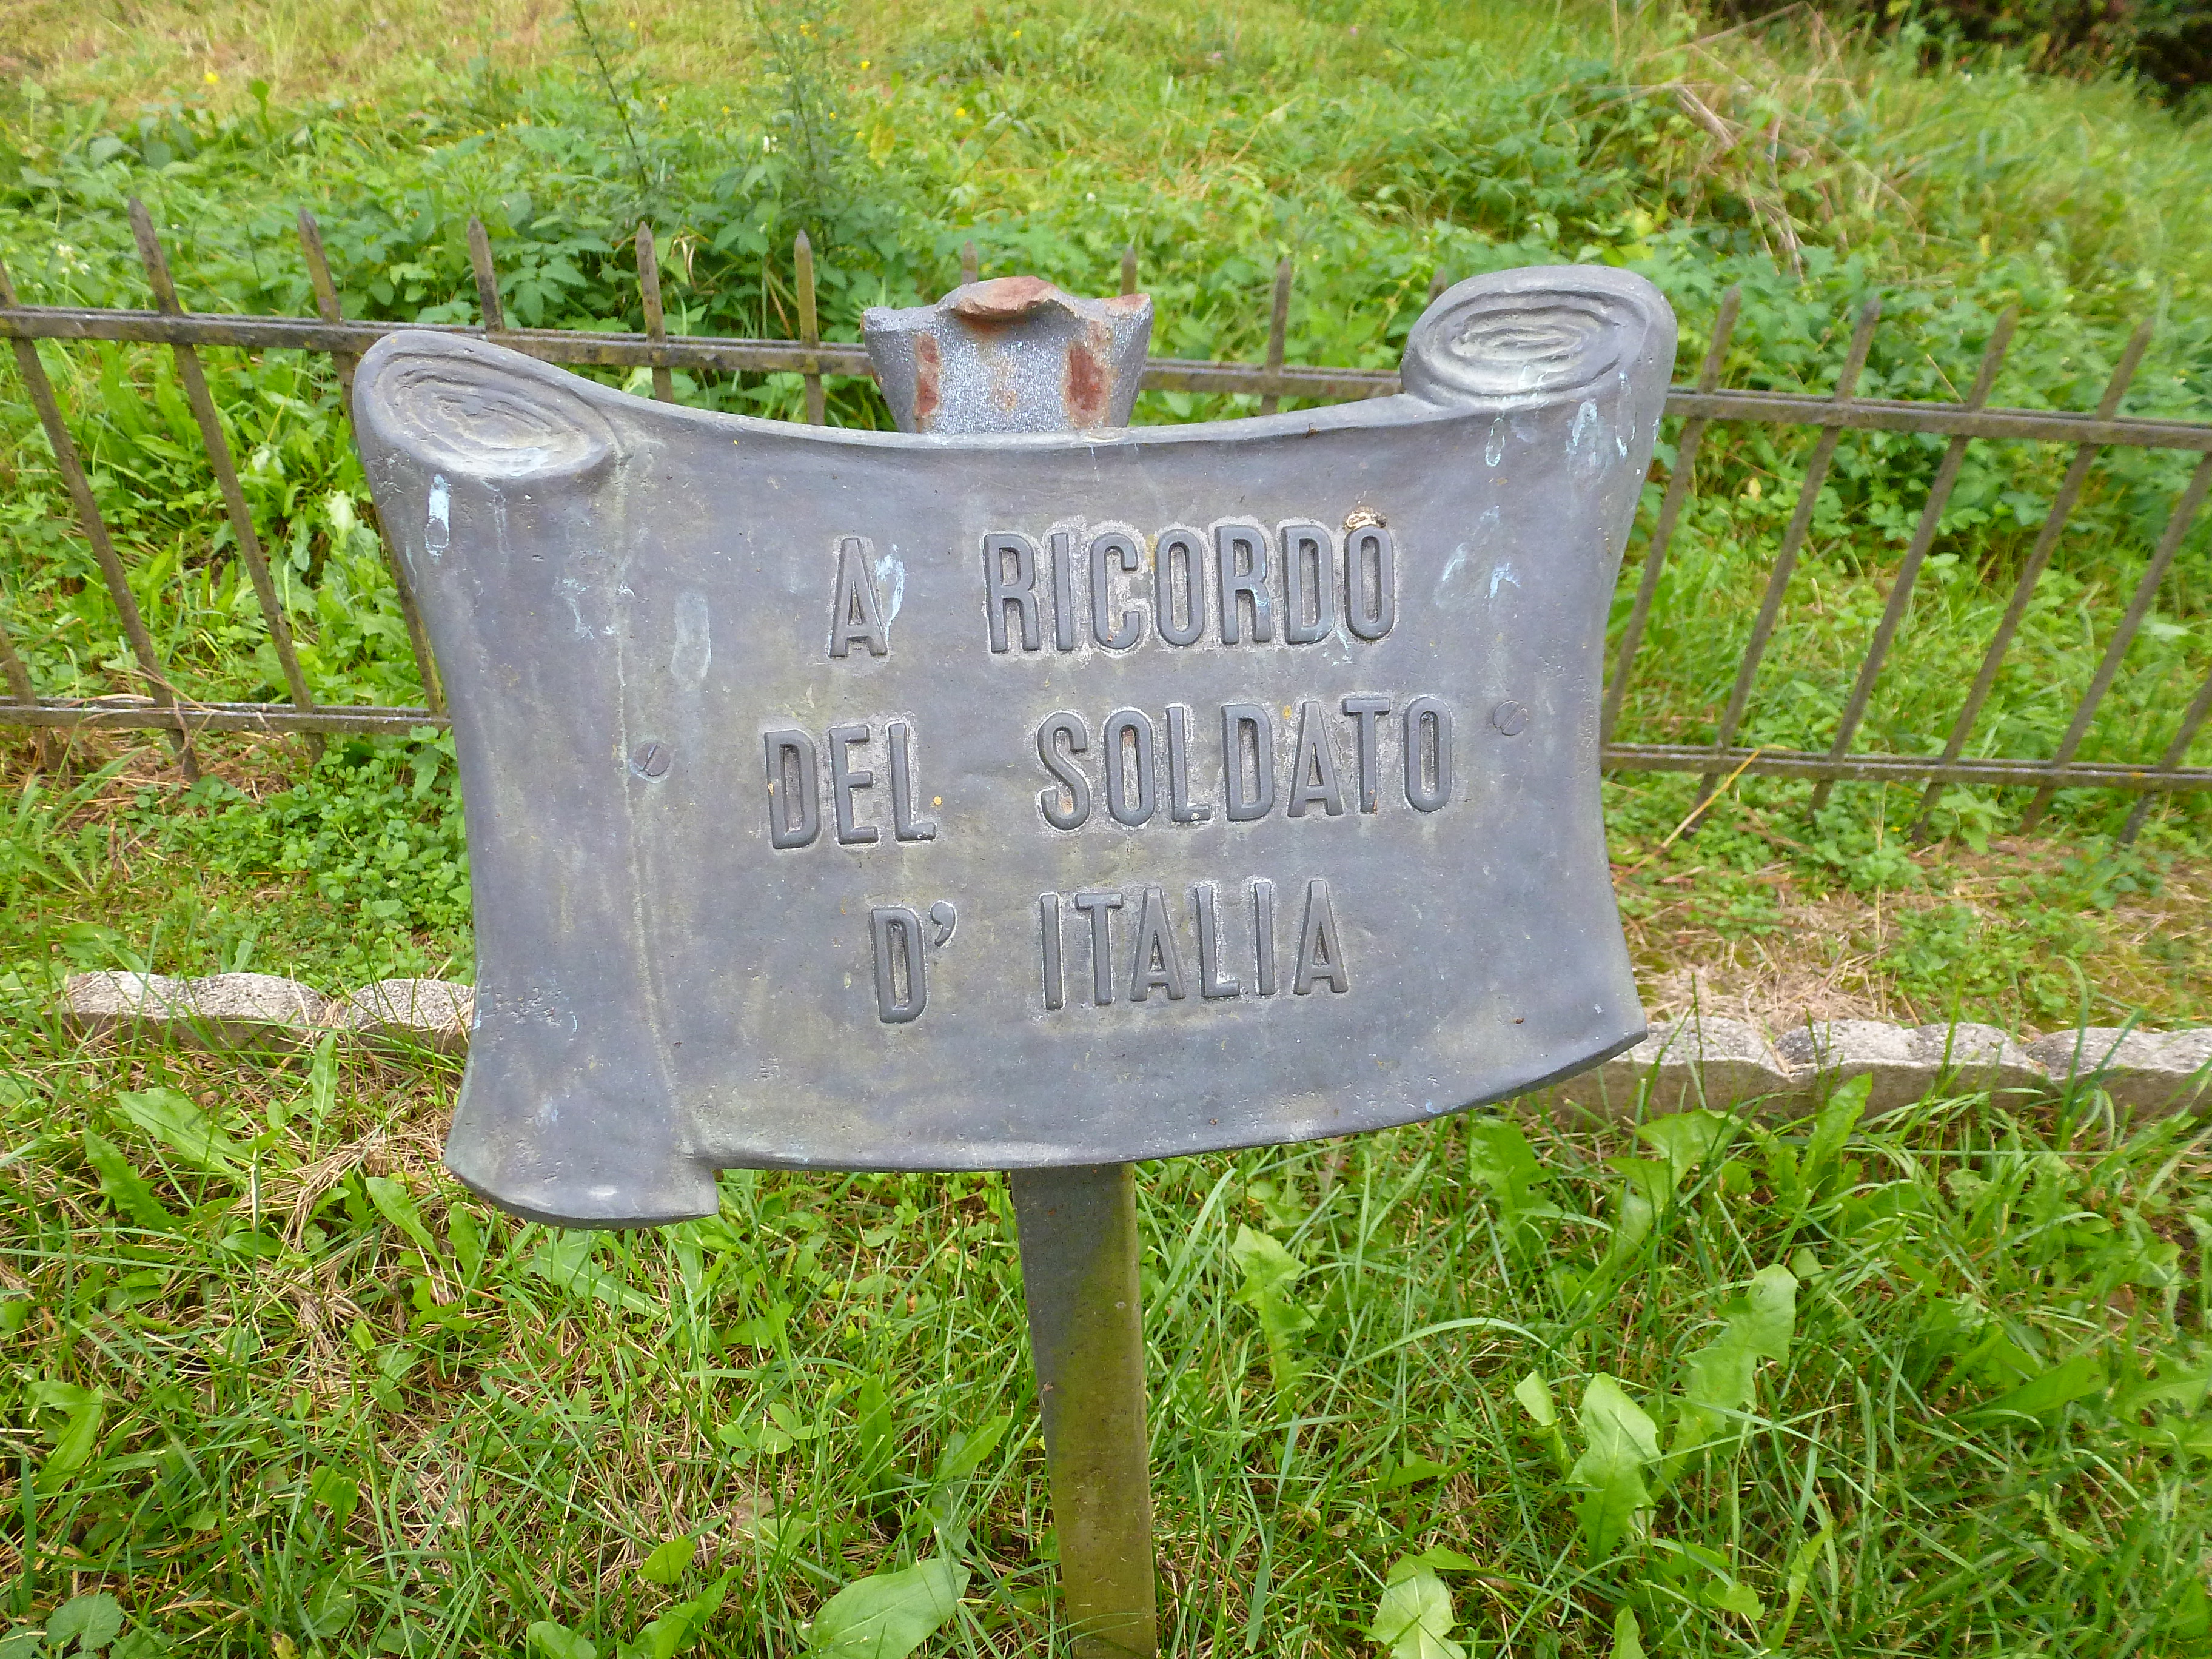 A RICORDO
DEL SOLDATO
D' ITALIA